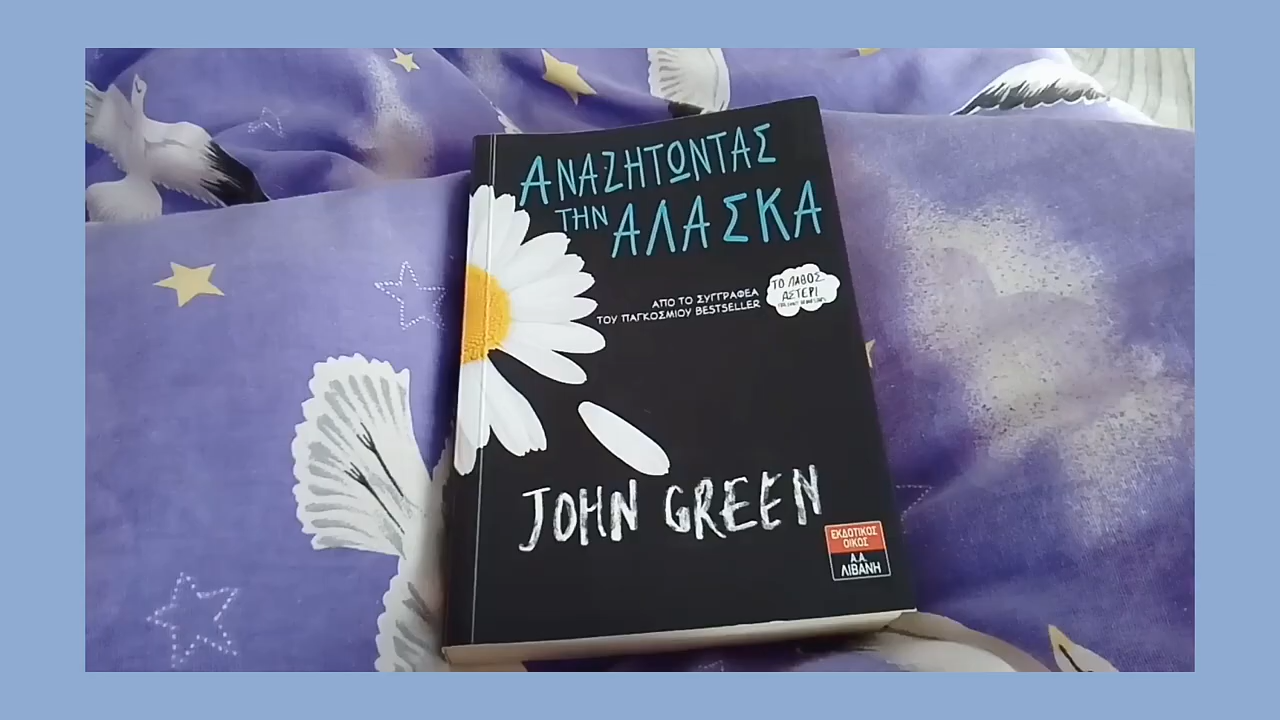 ΑΝΑΖΗΤΩΝΤΑΣ
ΤΗΝ ΑΛΑΣΚΑ
ΑΠΟ ΤΟ ΣΥΓΓΡΑΦΕΑ
ΤΟΥ ΠΑΓΚΟΣΜΙΟΥ BESTSELLER
ΤΟ ΛΑΘΟΣ
ΑΣΤΕΡΙ
JOHN GREEN
ΕΚΔΟΤΙΚΟΣ
ΟΙΚΟΣ
Α.Α.
ΛΙΒΑΝΗ